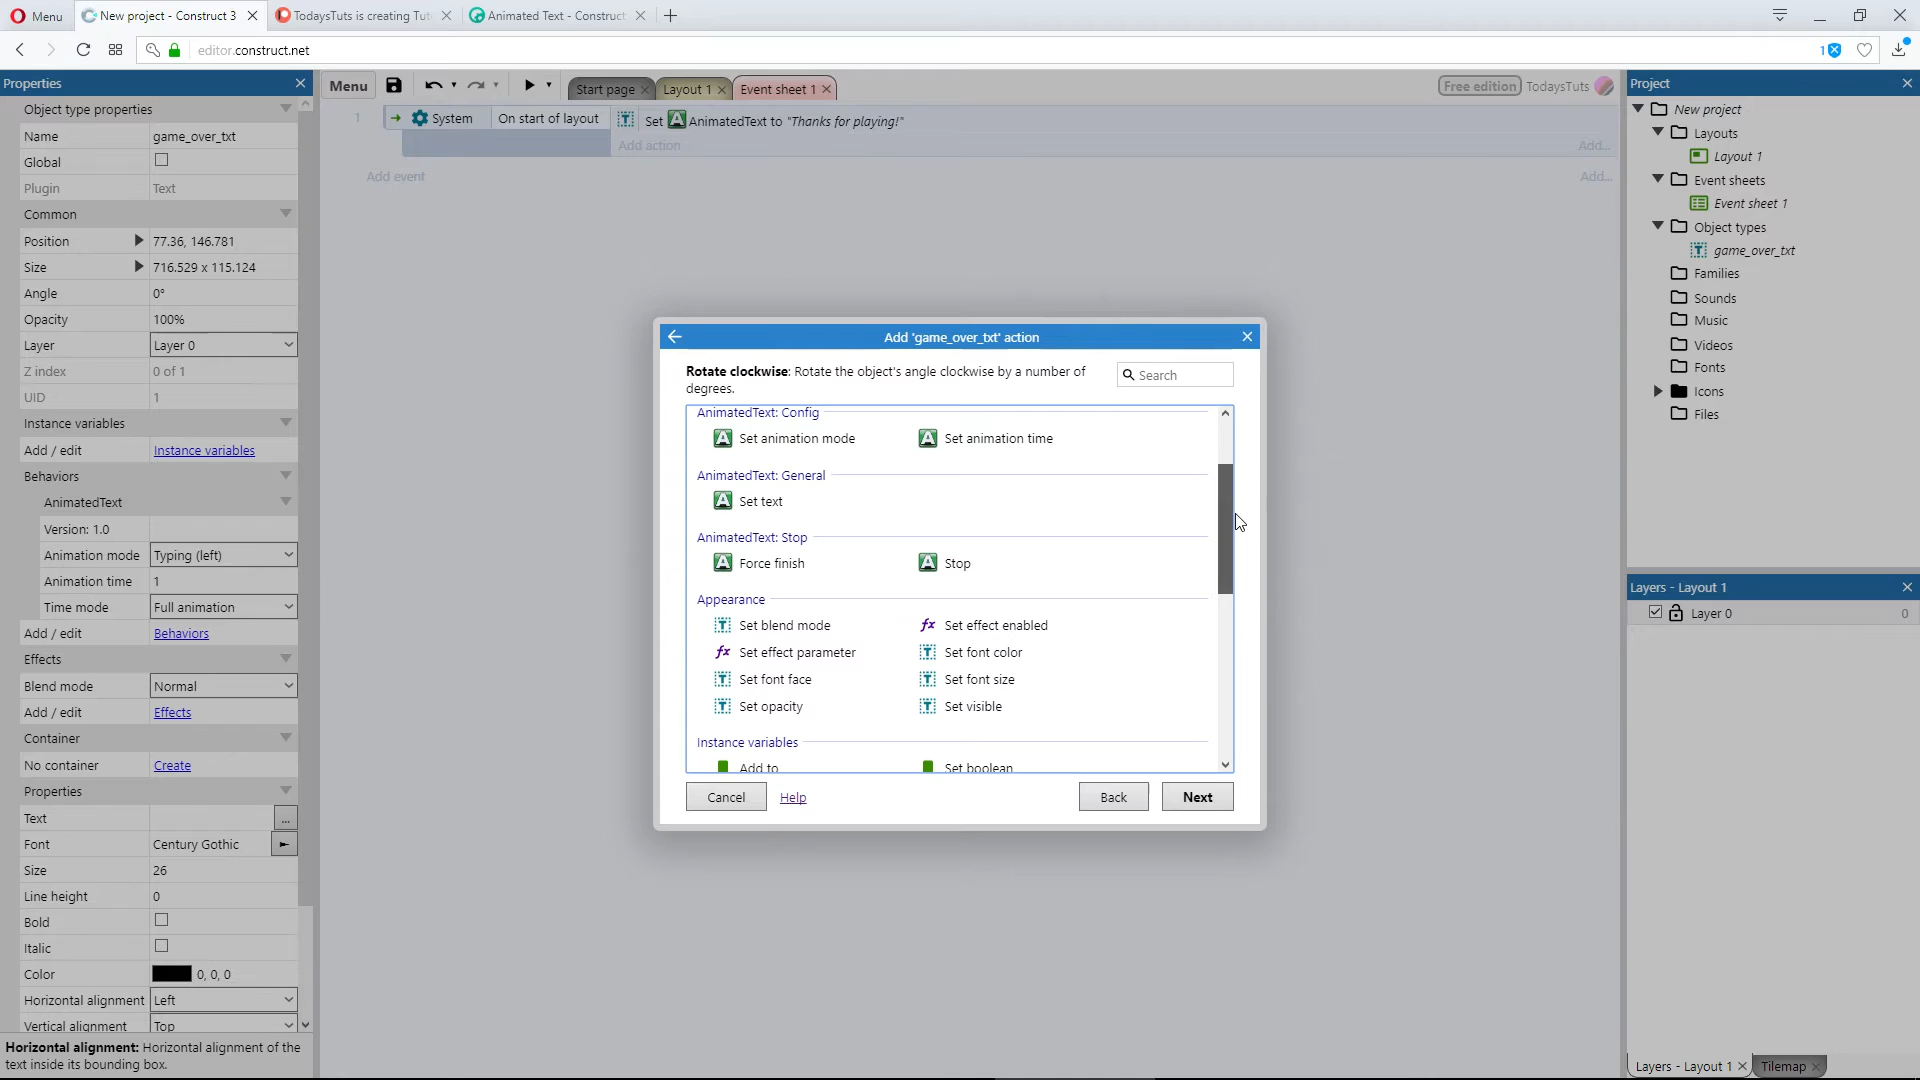 Menu
New project - Construct 3
TodaysTuts is creating Tut
Animated Text - Construct
editor.construct.net
1
Properties
Object type properties
Name game_over_txt
Global
Plugin Text
Common
Position 77.36, 146.781
Size 716.529 x 115.124
Angle 0°
Opacity 100%
Layer Layer 0
Z index 0 of 1
UID 1
Instance variables
Add / edit Instance variables
Behaviors
AnimatedText
Version: 1.0
Animation mode Typing (left)
Animation time 1
Time mode Full animation
Add / edit Behaviors
Effects
Blend mode Normal
Add / edit Effects
Container
No container Create
Properties
Text ...
Font Century Gothic
Size 26
Line height 0
Bold
Italic
Color 0, 0, 0
Horizontal alignment Left
Vertical alignment Top
Horizontal alignment: Horizontal alignment of the
text inside its bounding box.
Menu
Start page
Layout 1
Event sheet 1
Free edition TodaysTuts
1 System On start of layout Set AnimatedText to "Thanks for playing!"
Add action Add...
Add event Add...
Add 'game_over_txt' action
Rotate clockwise: Rotate the object's angle clockwise by a number of
degrees.
Search
AnimatedText: Config
Set animation mode Set animation time
AnimatedText: General
Set text
AnimatedText: Stop
Force finish Stop
Appearance
Set blend mode Set effect enabled
Set effect parameter Set font color
Set font face Set font size
Set opacity Set visible
Instance variables
Add to Set boolean
Cancel Help Back Next
Project
New project
Layouts
Layout 1
Event sheets
Event sheet 1
Object types
game_over_txt
Families
Sounds
Music
Videos
Fonts
Icons
Files
Layers - Layout 1
Layer 0 0
Layers - Layout 1 Tilemap